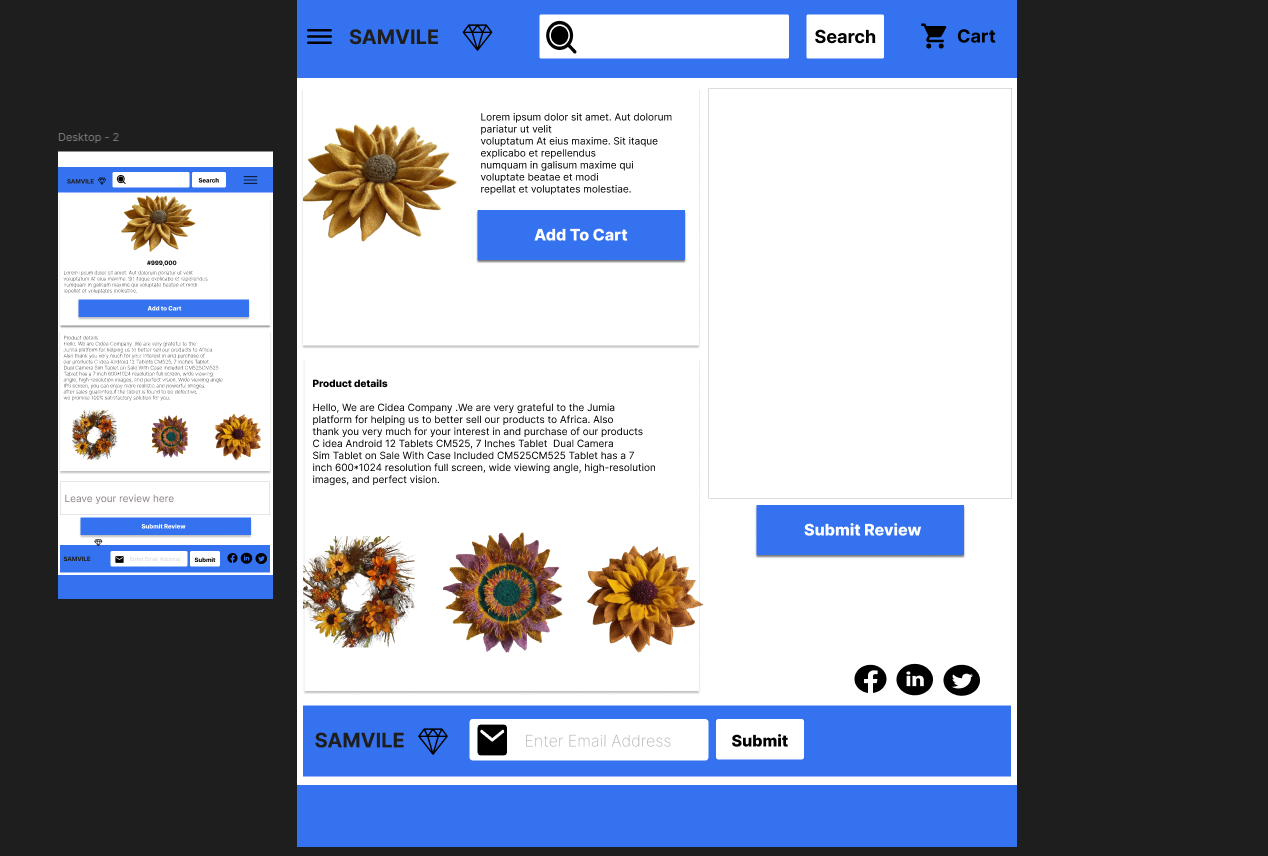 Desktop - 2
SAMVILE
Search
#999,000
Lorem ipsum dolor sit amet. Aut dolorum pariatur ut velit
voluptatum At eius maxime. Sit itaque explicabo et repellendus
numquam in galisum maxime qui voluptate beatae et modi
repellat et voluptates molestiae.
Add to Cart
Product details
Hello, We are Cidea Company .We are very grateful to the
Jumia platform for helping us to better sell our products to Africa.
Also thank you very much for your interest in and purchase of
our products C idea Android 12 Tablets CM525, 7 Inches Tablet
Dual Camera Sim Tablet on Sale With Case Included CM525CM525
Tablet has a 7 inch 600*1024 resolution full screen, wide viewing
angle, high-resolution images, and perfect vision. Wide viewing angle
IPS screen, you can enjoy more realistic and powerful images,
after sales guarantee,if the tablet is found to be defective,
we promise 100% satisfactory solution for you.
Leave your review here
Submit Review
SAMVILE
Enter Email Address
Submit
SAMVILE
Search
Cart
Lorem ipsum dolor sit amet. Aut dolorum
pariatur ut velit
voluptatum At eius maxime. Sit itaque
explicabo et repellendus
numquam in galisum maxime qui
voluptate beatae et modi
repellat et voluptates molestiae.
Add To Cart
Product details
Hello, We are Cidea Company .We are very grateful to the Jumia
platform for helping us to better sell our products to Africa. Also
thank you very much for your interest in and purchase of our products
C idea Android 12 Tablets CM525, 7 Inches Tablet  Dual Camera
Sim Tablet on Sale With Case Included CM525CM525 Tablet has a 7
inch 600*1024 resolution full screen, wide viewing angle, high-resolution
images, and perfect vision.
Submit Review
SAMVILE
Enter Email Address
Submit